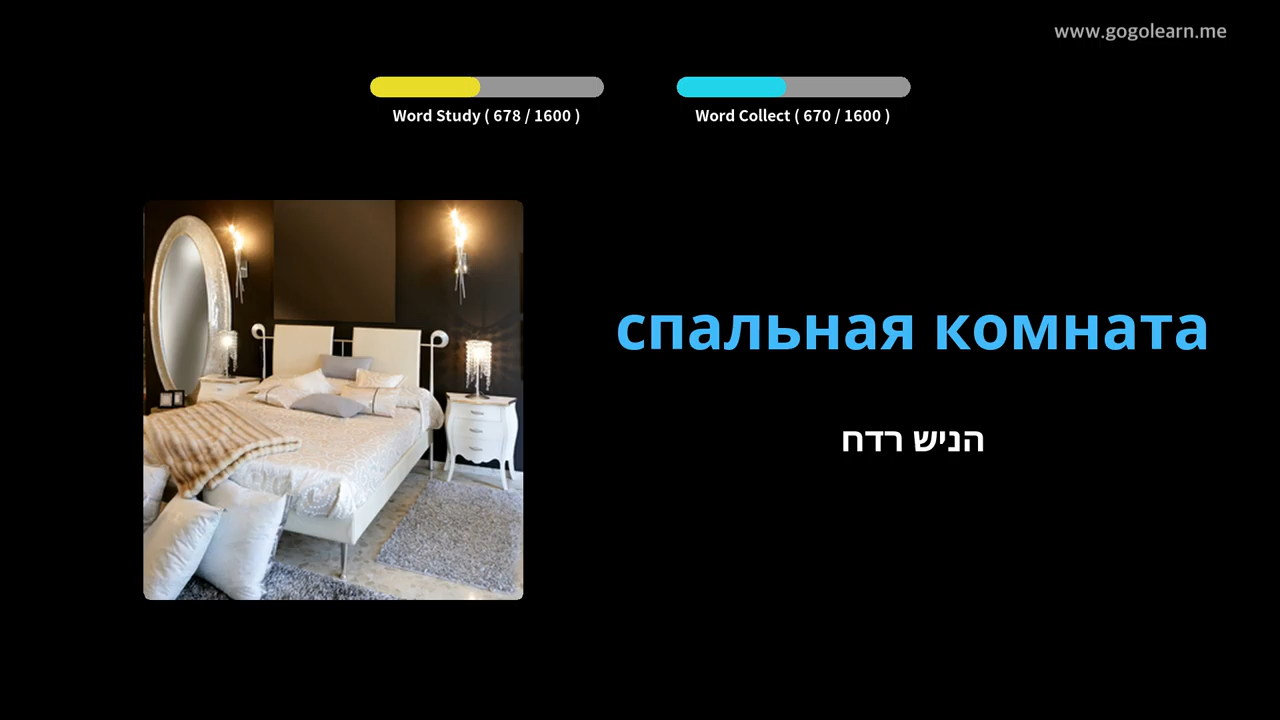 www.gogolearn.me
Word Study ( 678 / 1600 )
Word Collect ( 670 / 1600 )
спальная комната
הניש רדח